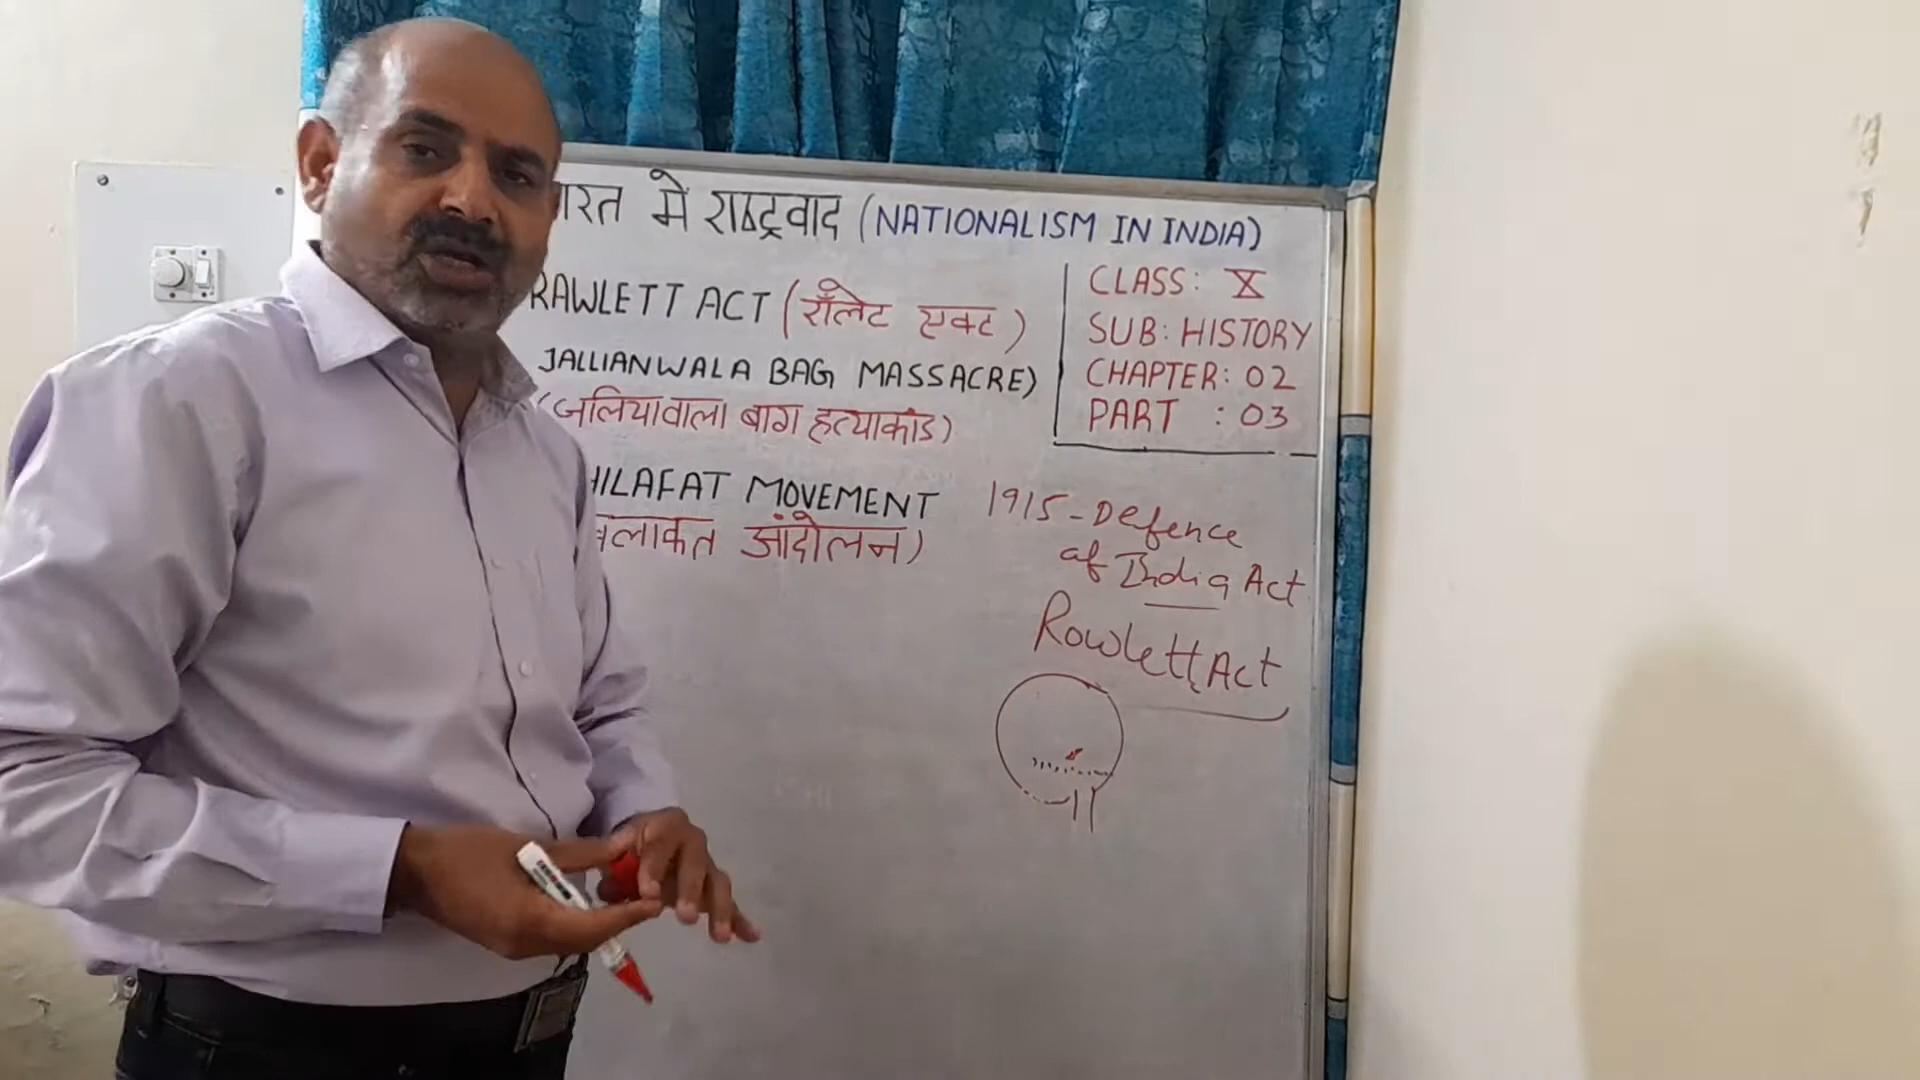 में राष्ट्रवाद (NATIONALISM IN INDIA)
RAWLETT ACT (रॉलेट एक्ट)
JALLIANWALA BAG MASSACRE)
(जलियावाला बाग हत्याकांड)
MOVEMENT
आंदोलन)
CLASS: X
SUB: HISTORY
CHAPTER: 02
PART : 03
1915 - Defence
of India Act
Rowlett Act